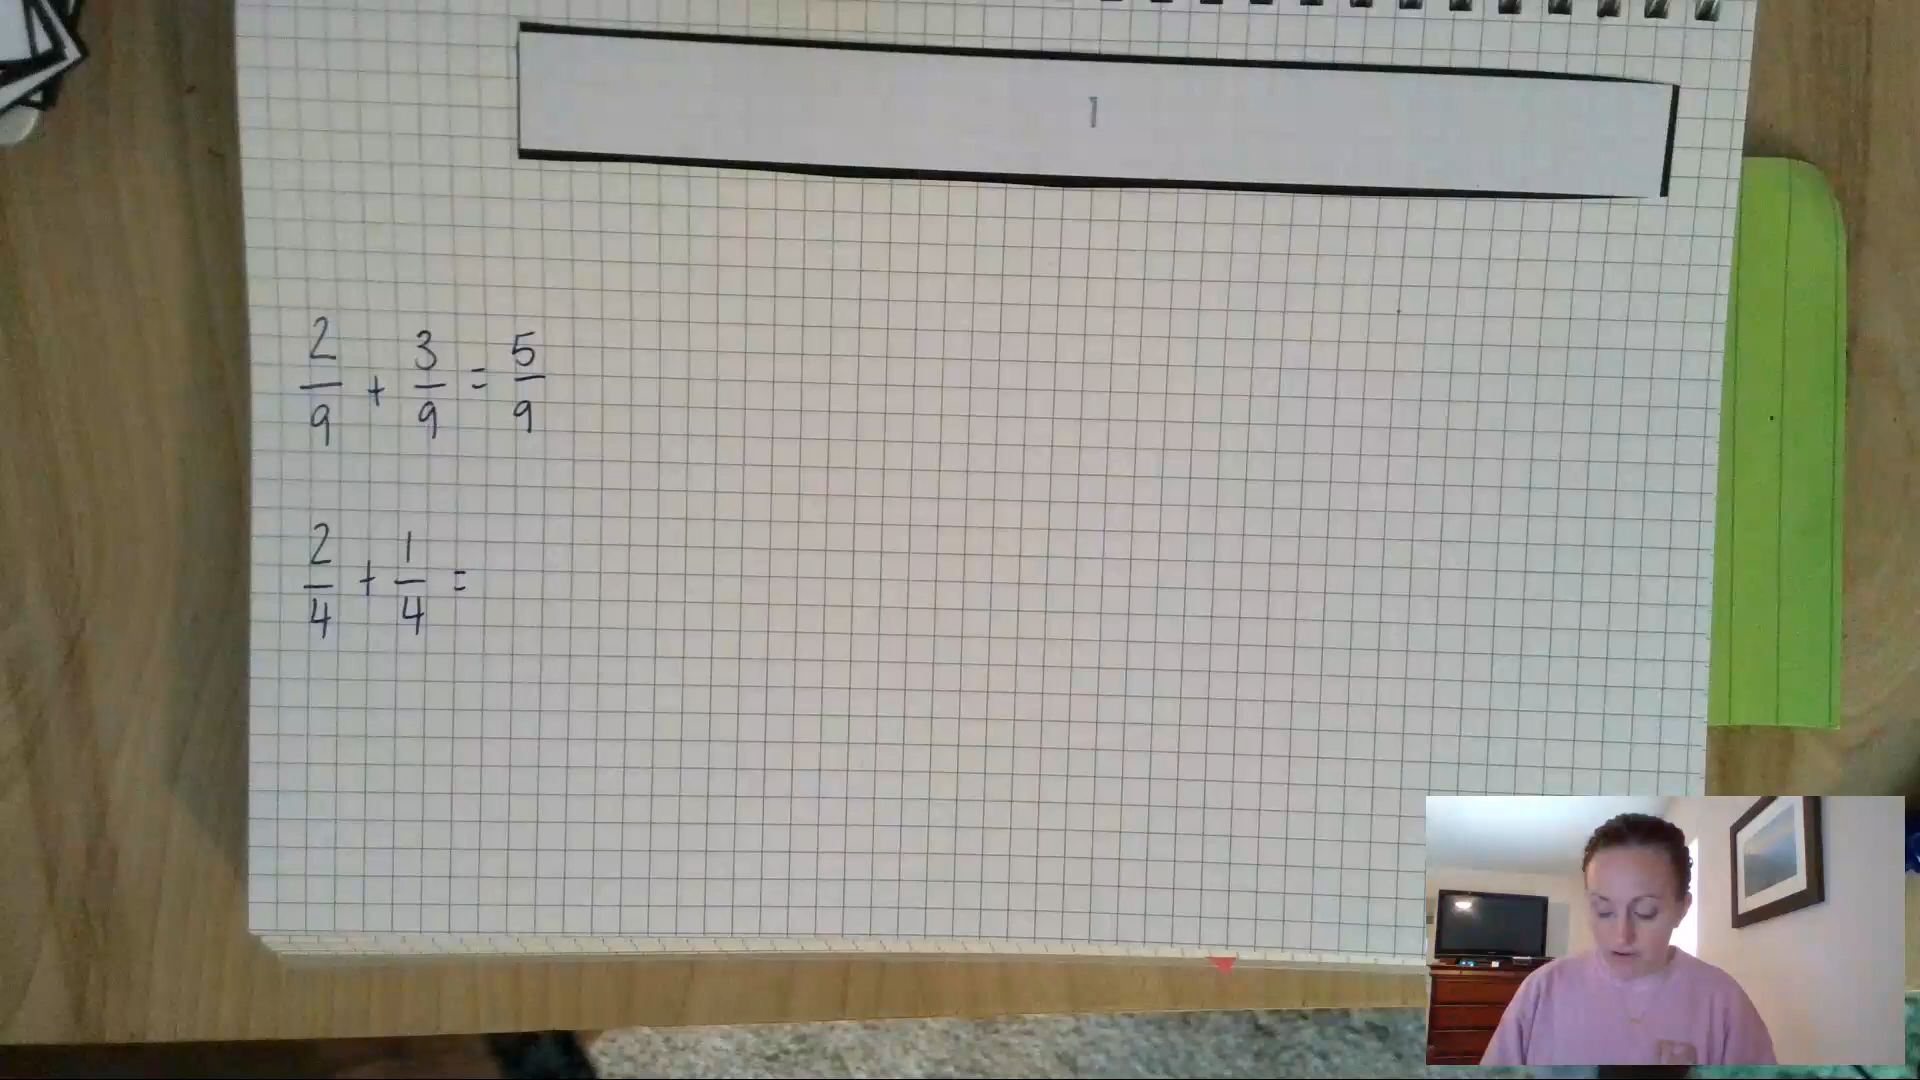 1
2/9 + 3/9 = 5/9
2/4 + 1/4 =